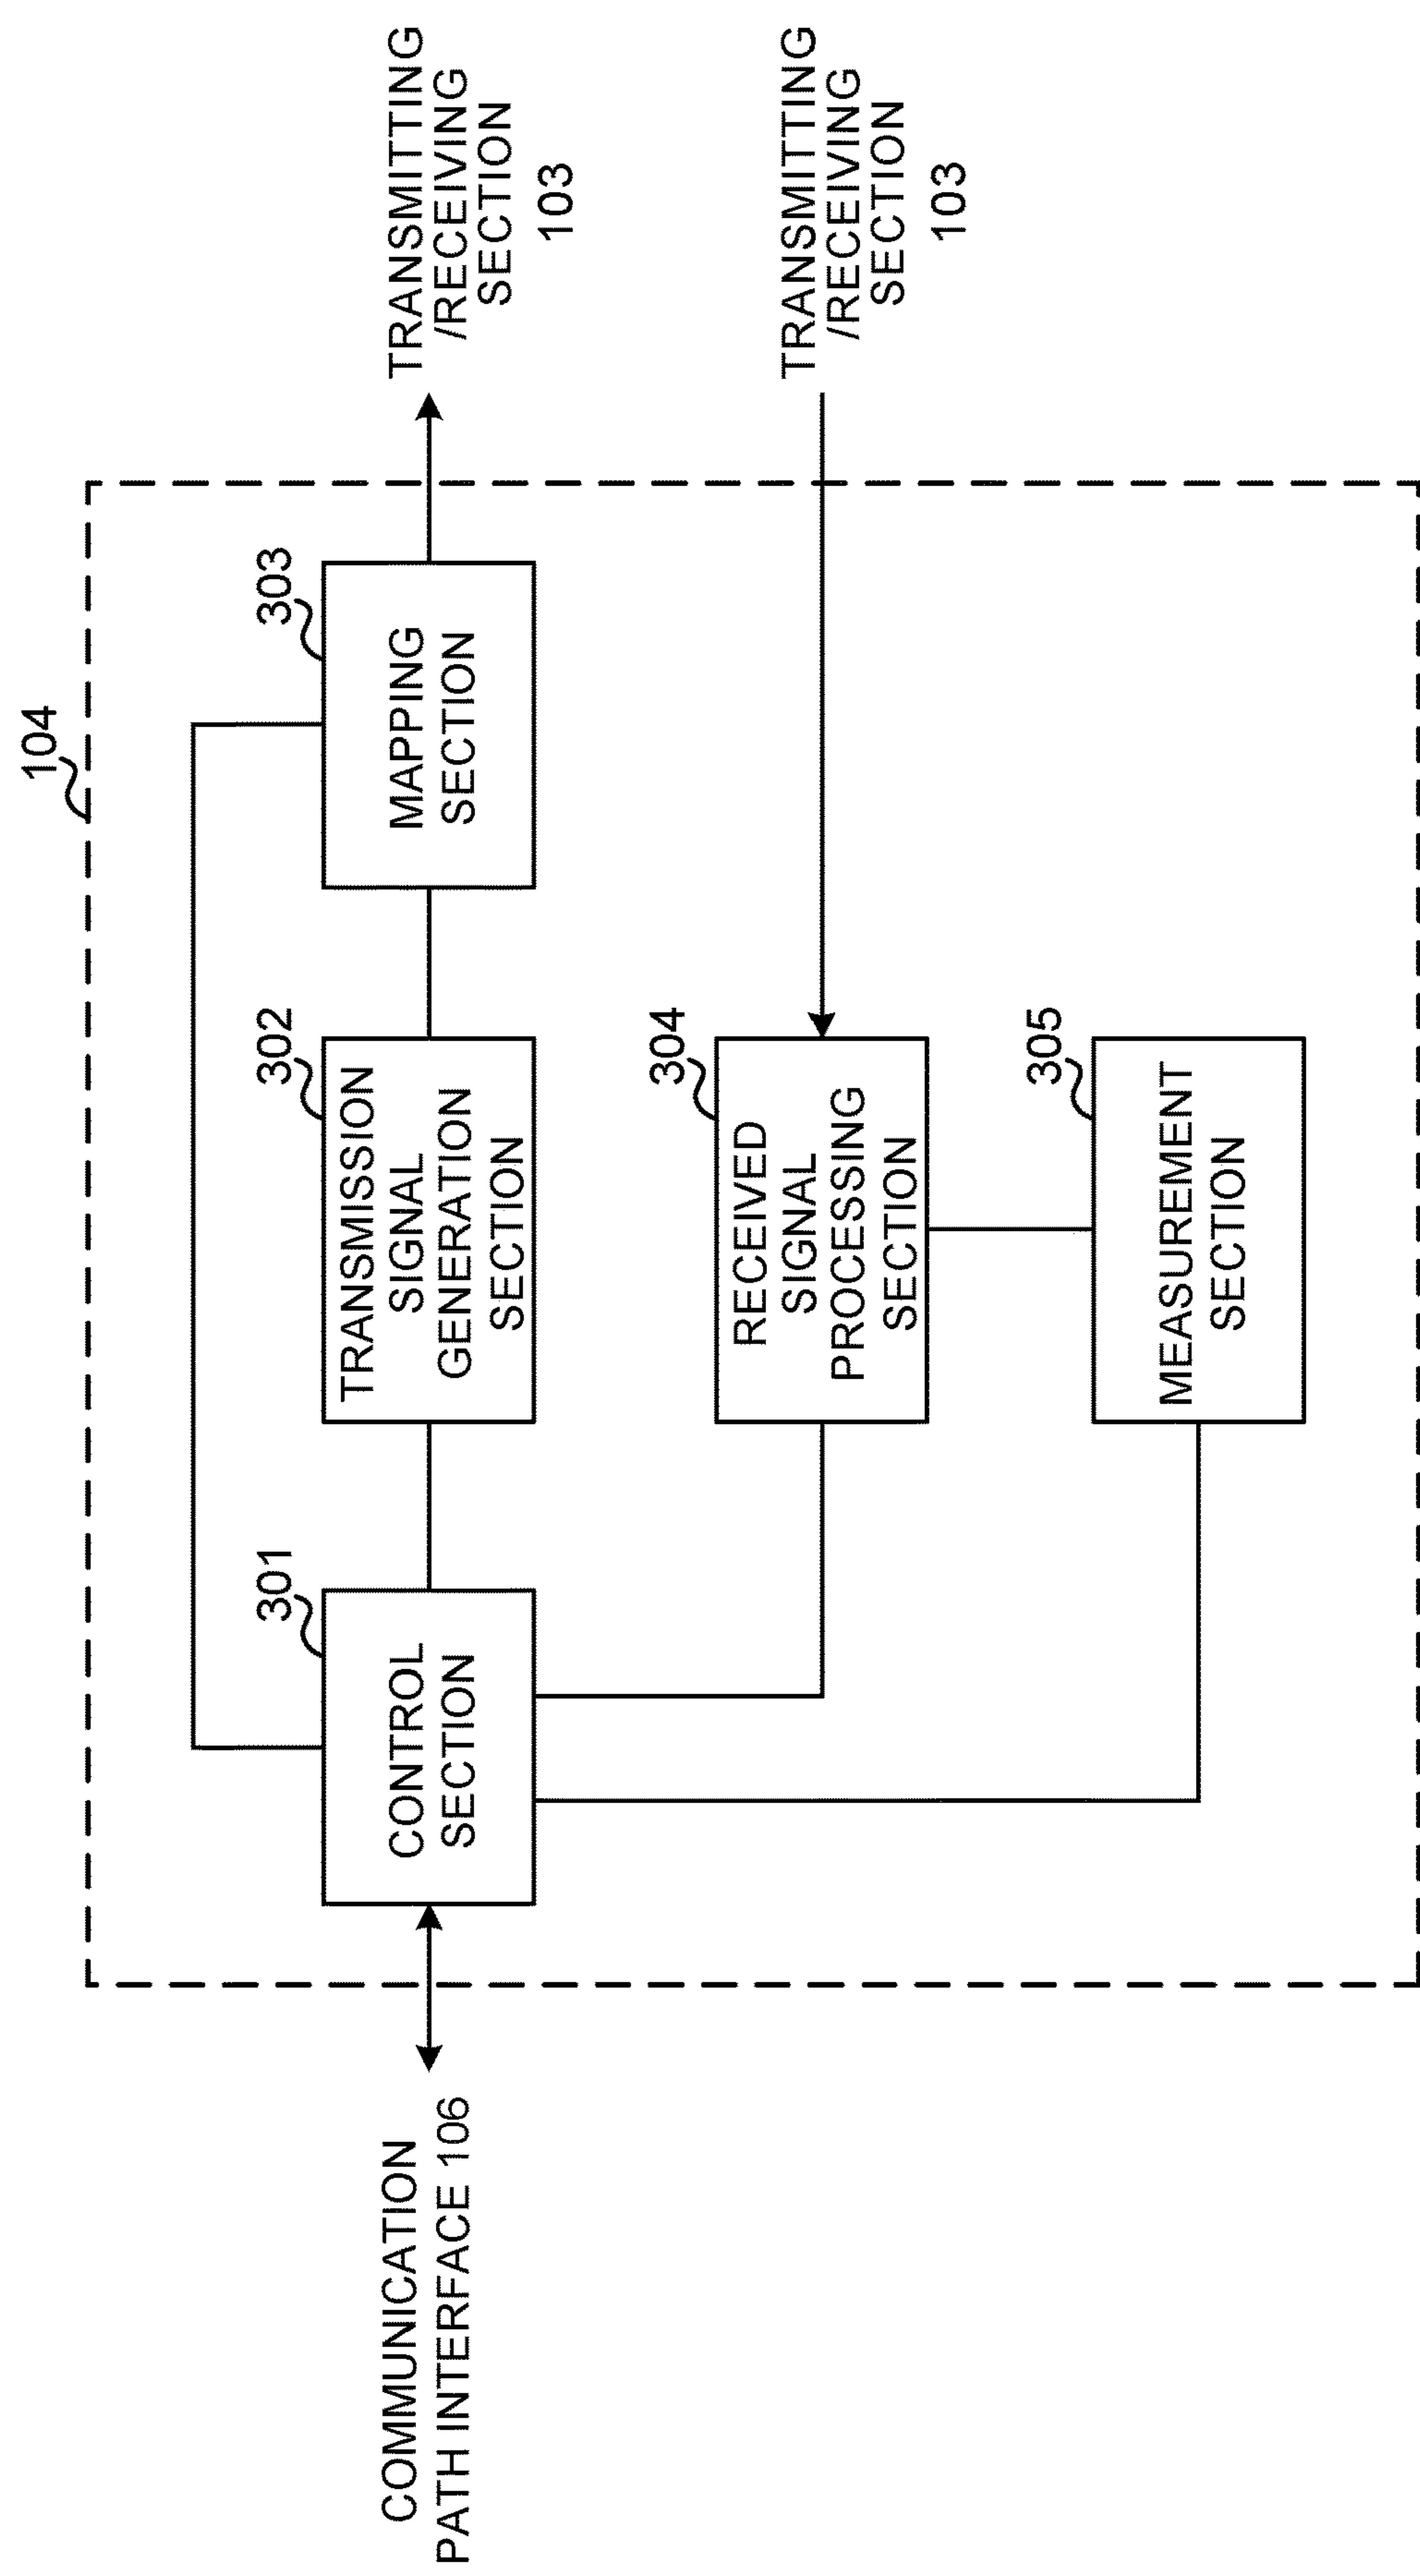 104
303
MAPPING
SECTION
TRANSMITTING
/RECEIVING
SECTION
103
302
TRANSMISSION
SIGNAL
GENERATION
SECTION
301
CONTROL
SECTION
COMMUNICATION
PATH INTERFACE 106
304
RECEIVED
SIGNAL
PROCESSING
SECTION
TRANSMITTING
/RECEIVING
SECTION
103
305
MEASUREMENT
SECTION